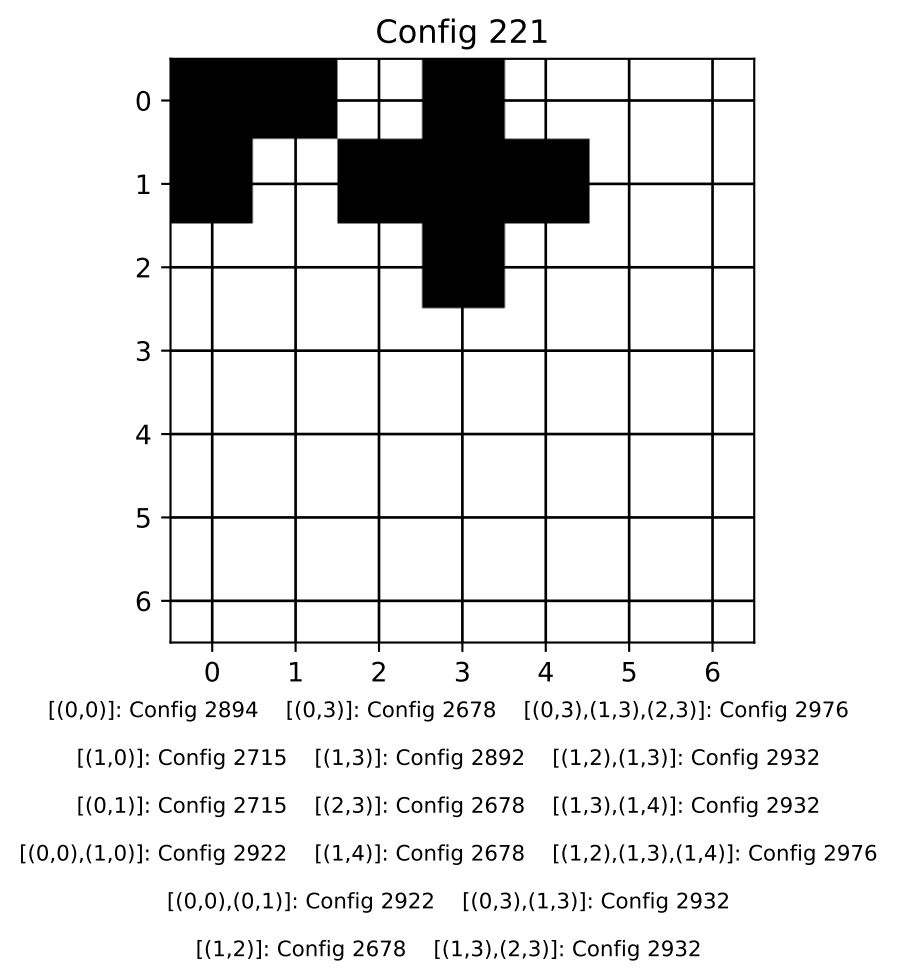 Config 221
0
1
2
3
4
5
6
0 1 2 3 4 5 6
[(0,0)]: Config 2894 [(0,3)]: Config 2678 [(0,3),(1,3),(2,3)]: Config 2976
[(1,0)]: Config 2715 [(1,3)]: Config 2892 [(1,2),(1,3)]: Config 2932
[(0,1)]: Config 2715 [(2,3)]: Config 2678 [(1,3),(1,4)]: Config 2932
[(0,0),(1,0)]: Config 2922 [(1,4)]: Config 2678 [(1,2),(1,3),(1,4)]: Config 2976
[(0,0),(0,1)]: Config 2922 [(0,3),(1,3)]: Config 2932
[(1,2)]: Config 2678 [(1,3),(2,3)]: Config 2932